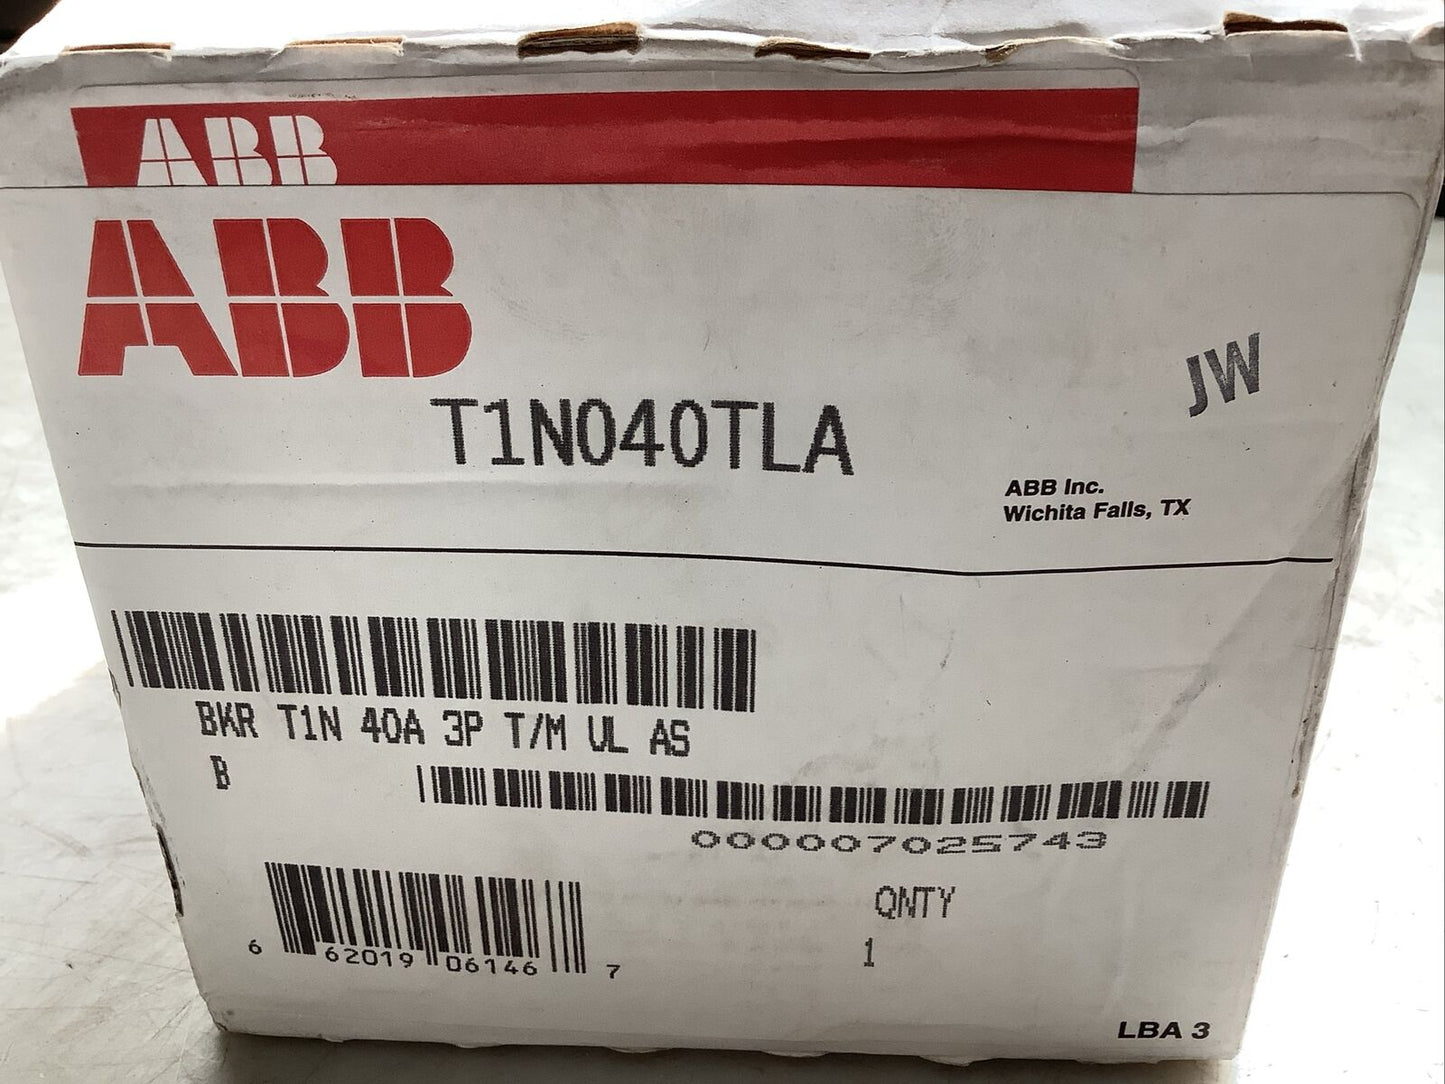 ABB
ABB
T1N040TLA
JW
ABB Inc.
Wichita Falls, TX
BKR T1N 40A 3P T/M UL AS
B
000007025743
6 62019 06146 7
QNTY
1
LBA 3